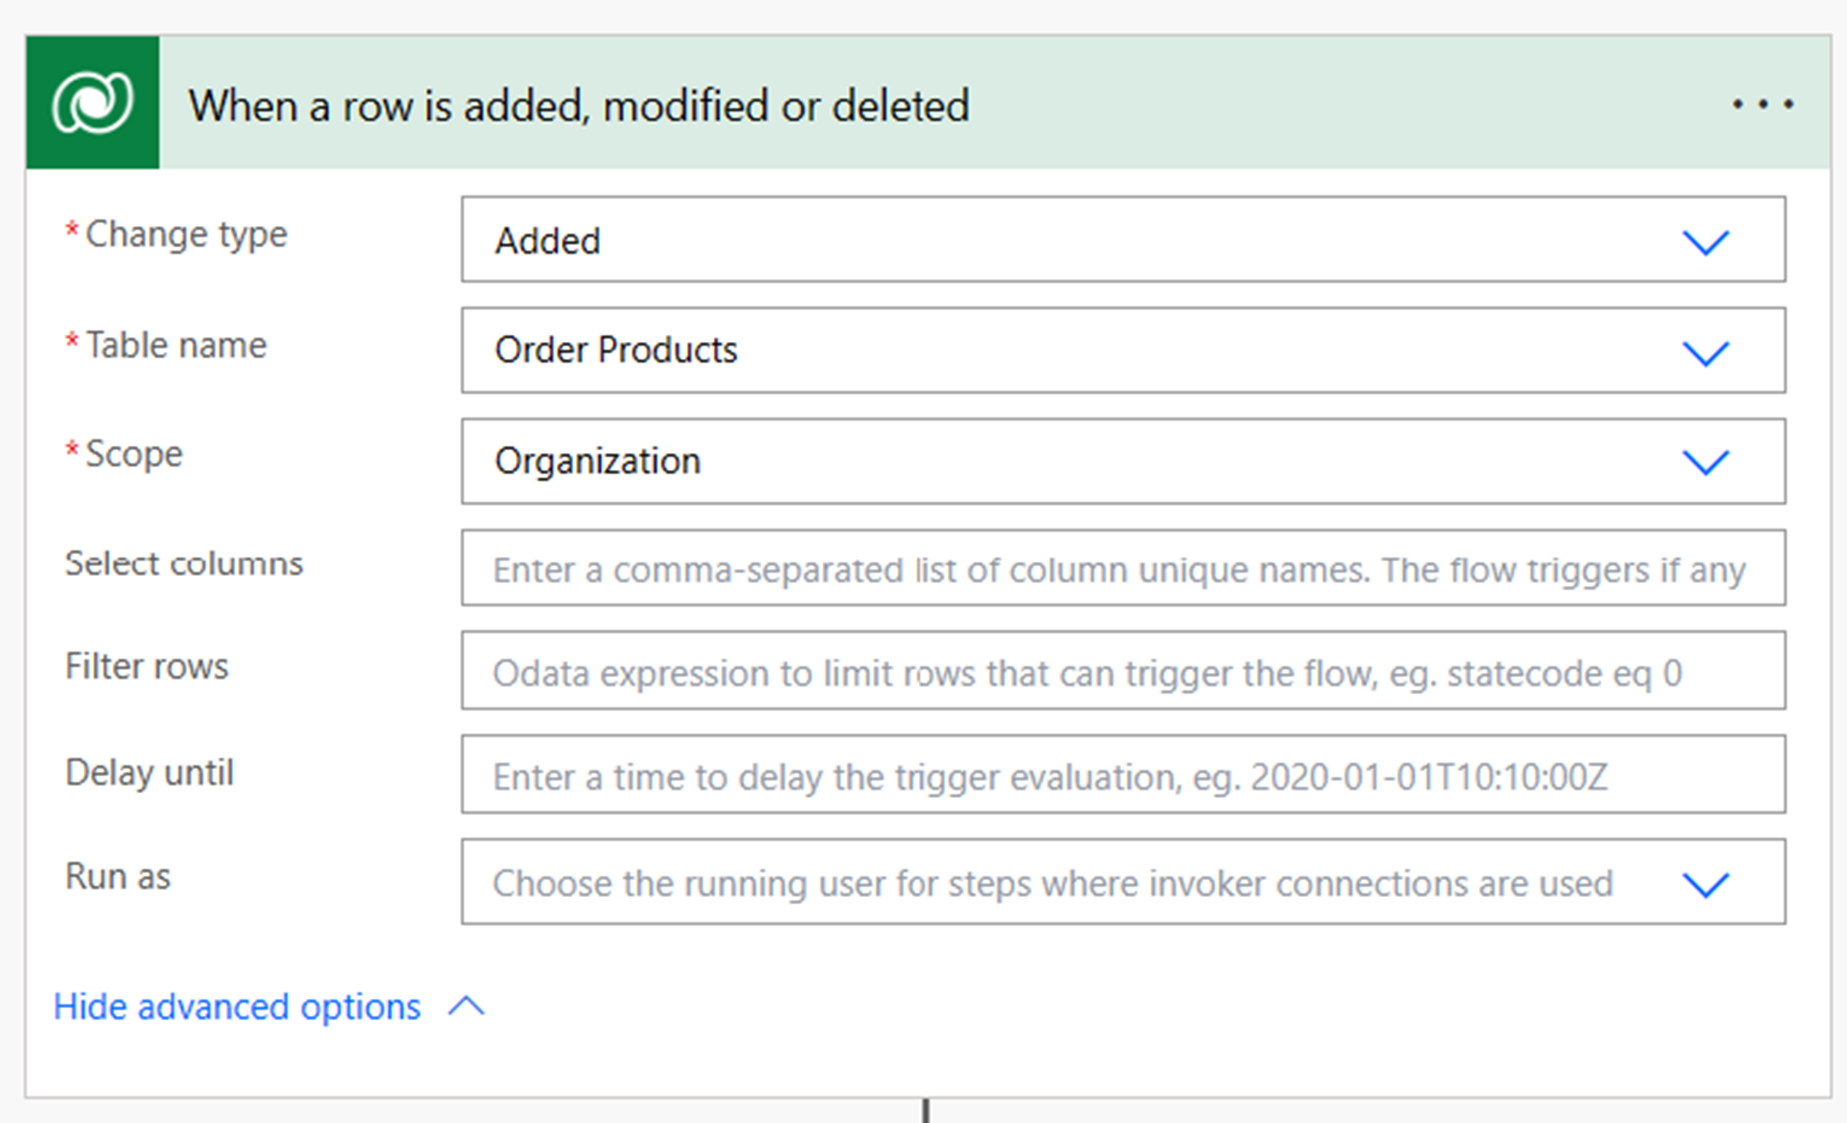 When a row is added, modified or deleted
* Change type
Added
* Table name
Order Products
* Scope
Organization
Select columns
Enter a comma-separated list of column unique names. The flow triggers if any
Filter rows
Odata expression to limit rows that can trigger the flow, eg. statecode eq 0
Delay until
Enter a time to delay the trigger evaluation, eg. 2020-01-01T10:10:00Z
Run as
Choose the running user for steps where invoker connections are used
Hide advanced options